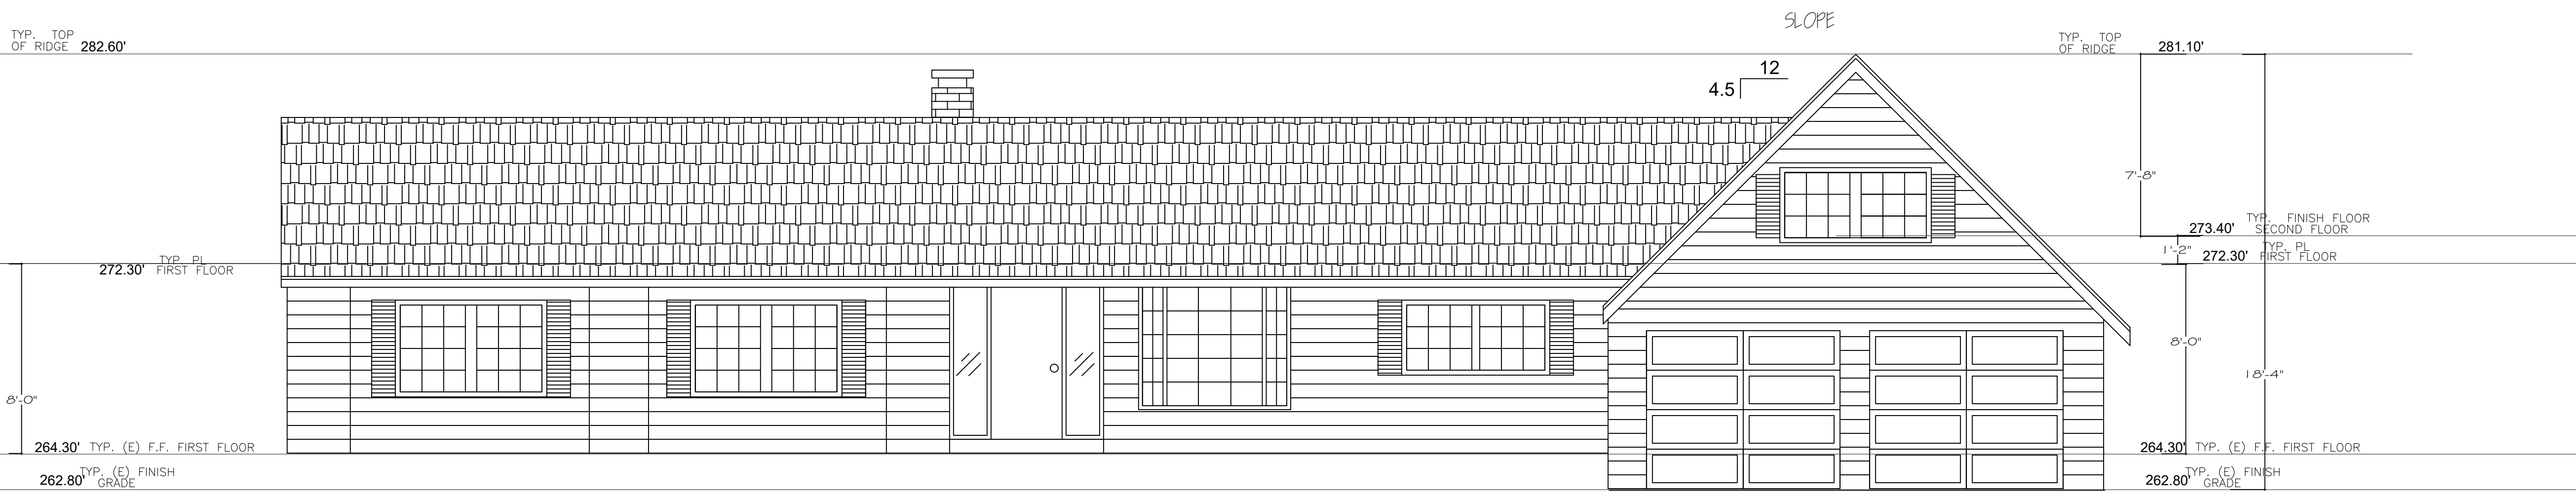 SLOPE
TYP. TOP
OF RIDGE 282.60'
TYP. TOP
OF RIDGE 281.10'
12
4.5
7'-8"
TYP. FINISH FLOOR
273.40' SECOND FLOOR
1'-2"
TYP. PL
272.30' FIRST FLOOR
TYP. PL
272.30' FIRST FLOOR
8'-0"
18'-4"
8'-0"
264.30' TYP. (E) F.F. FIRST FLOOR
264.30' TYP. (E) F.F. FIRST FLOOR
TYP. (E) FINISH
262.80' GRADE
TYP. (E) FINISH
262.80' GRADE